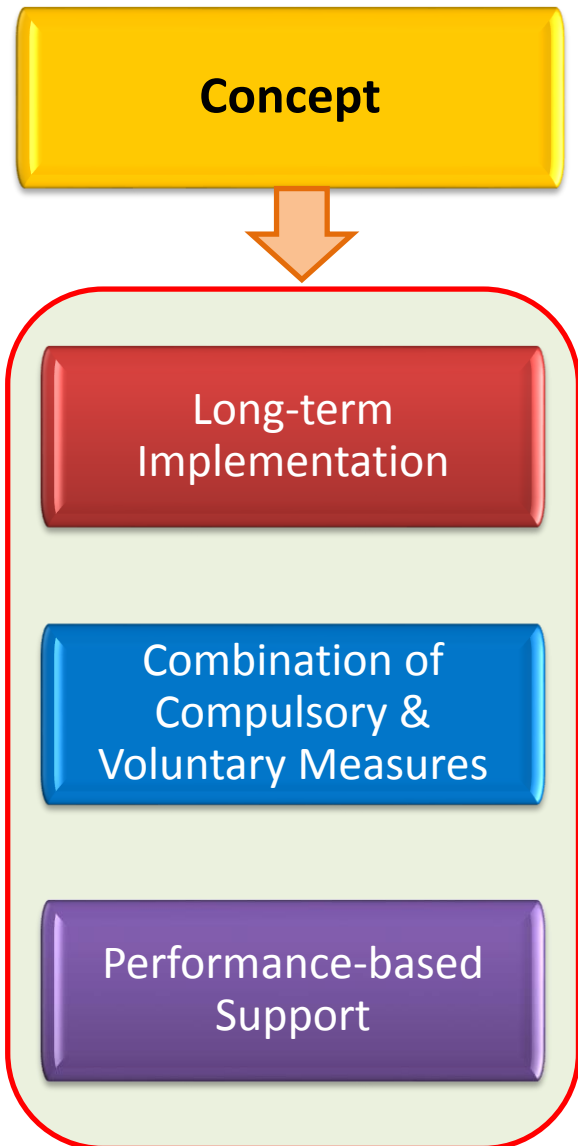 Concept
Long-term
Implementation
Combination of
Compulsory &
Voluntary Measures
Performance-based
Support